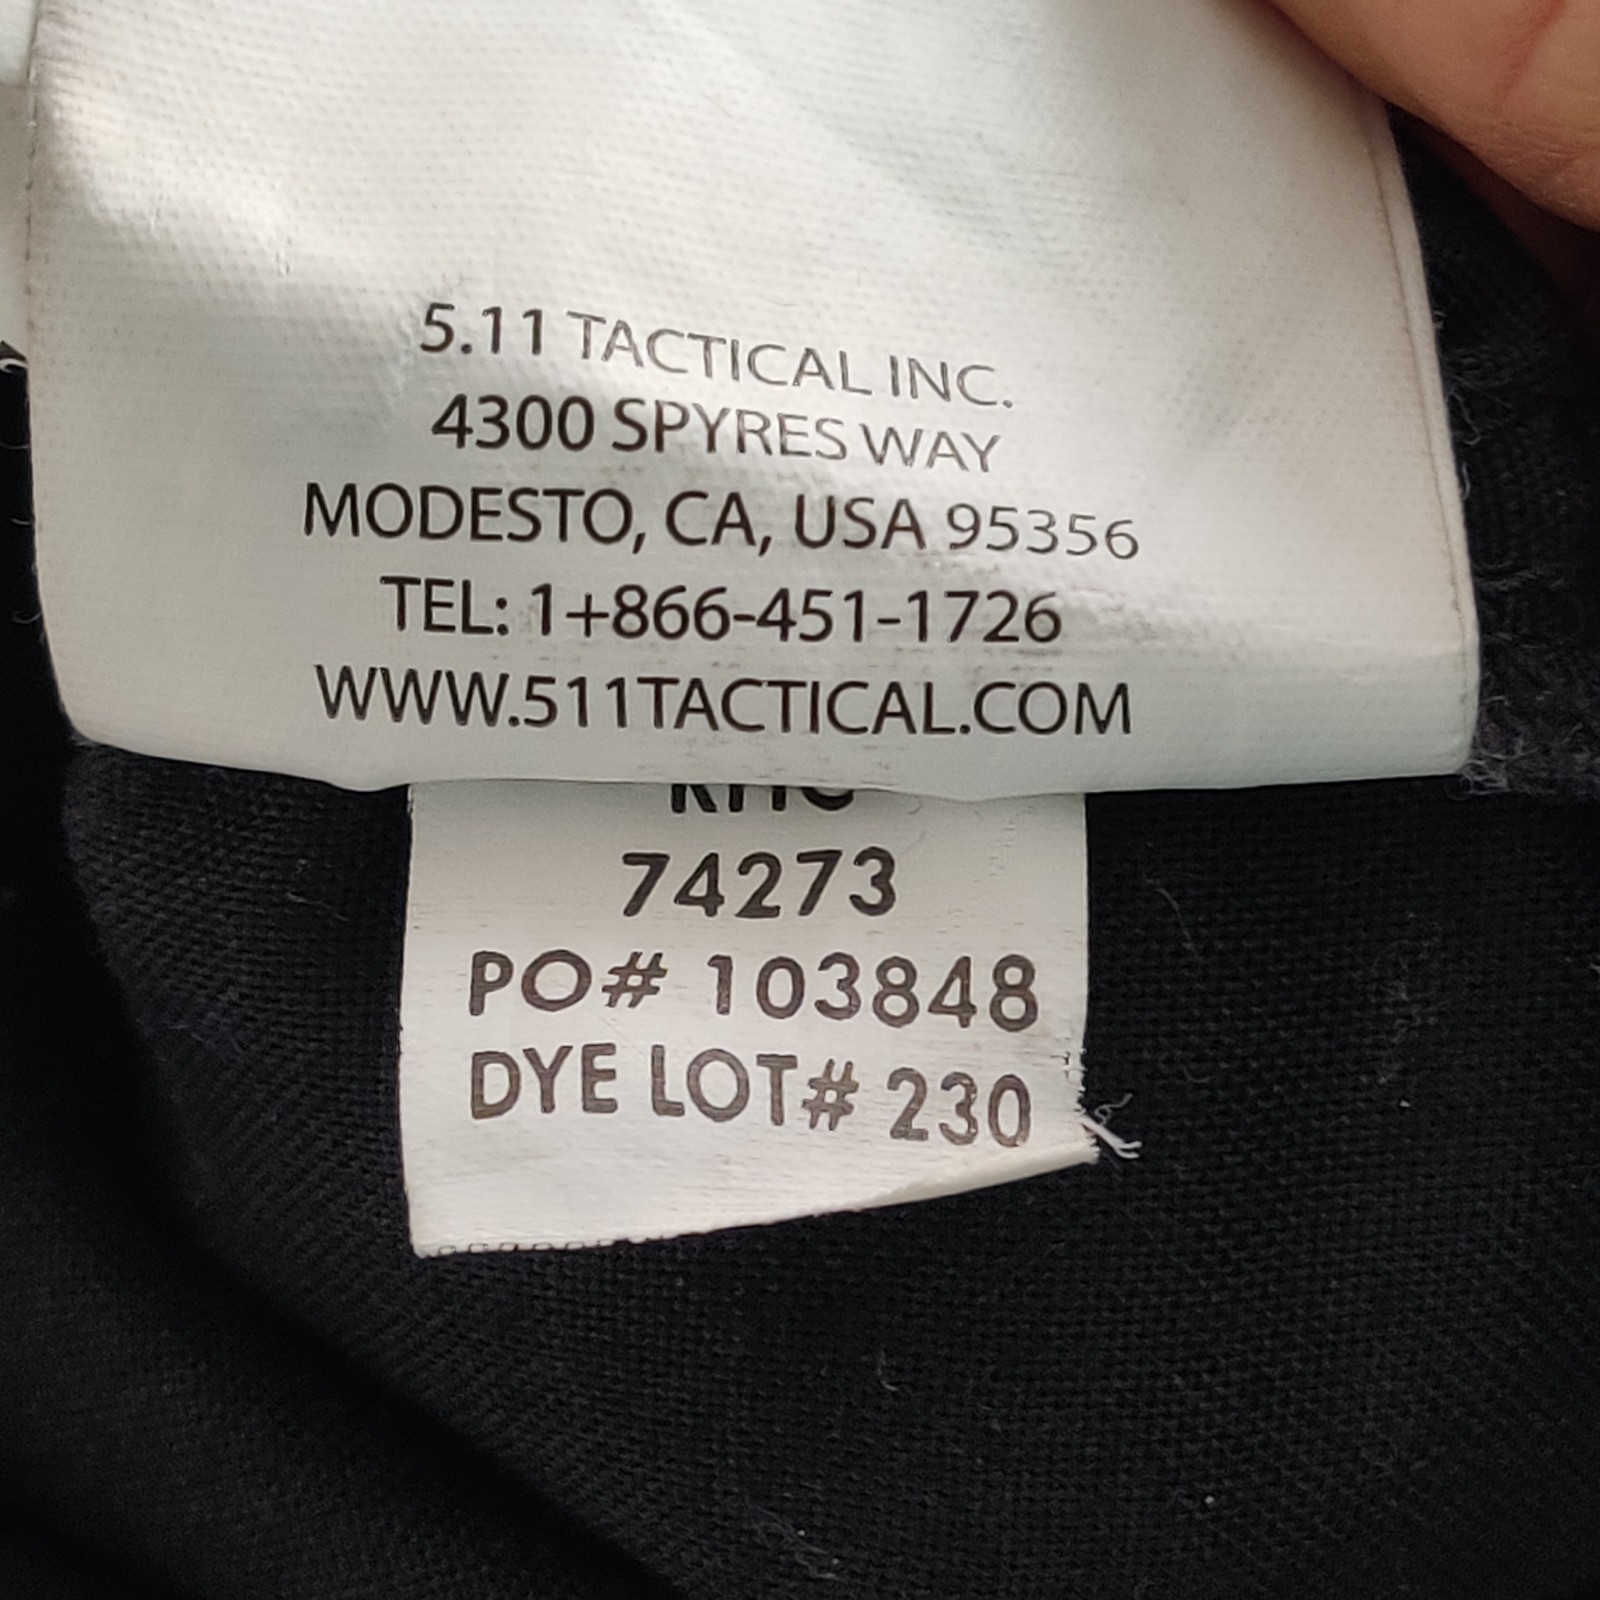 5.11 TACTICAL INC.
4300 SPYRES WAY
MODESTO, CA, USA 95356
TEL: 1+866-451-1726
WWW.511TACTICAL.COM
74273
PO# 103848
DYE LOT# 230